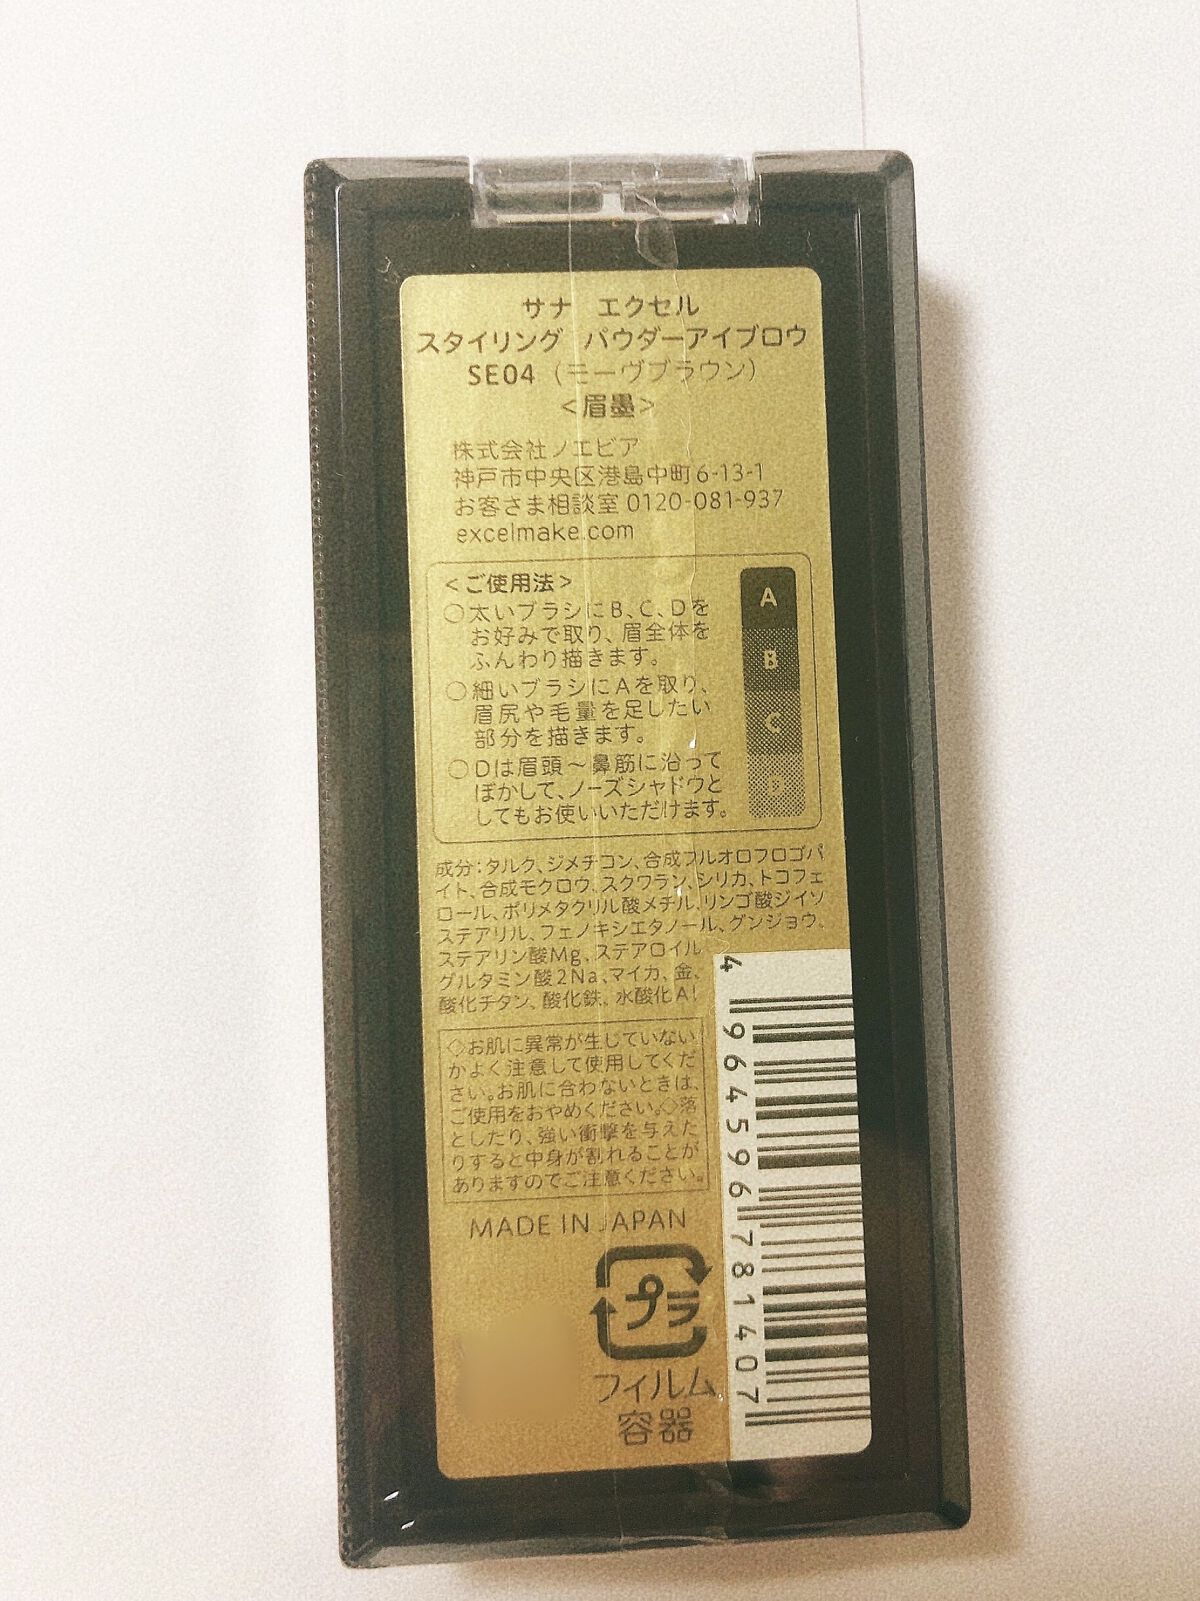 サナ エクセル
スタイリング パウダーアイブロウ
SE04（モーヴブラウン）
<眉墨>
株式会社ノエビア
神戸市中央区港島中町6-13-1
お客さま相談室 0120-081-937
excelmake.com
<ご使用法>
○太いブラシにB、C、Dを
お好みで取り、眉全体を
ふんわり描きます。
○細いブラシにAを取り、
眉尻や毛量を足したい
部分を描きます。
○Dは眉頭～鼻筋に沿って
ぼかして、ノーズシャドウと
してもお使いいただけます。
A
B
C
D
成分：タルク、ジメチコン、合成フルオロフロゴパ
イト、合成モクロウ、スクワラン、シリカ、トコフェ
ロール、ポリメタクリル酸メチル、リンゴ酸ジイソ
ステアリル、フェノキシエタノール、グンジョウ、
ステアリン酸Mg、ステアロイル
グルタミン酸2Na、マイカ、金、
酸化チタン、酸化鉄、水酸化Al
◇お肌に異常が生じていない
かよく注意して使用してくだ
さい。お肌に合わないときは、
ご使用をおやめください。◇落
としたり、強い衝撃を与えた
りすると中身が割れることが
ありますのでご注意ください。
MADE IN JAPAN
プラ
フィルム
容器
4 964596 781407